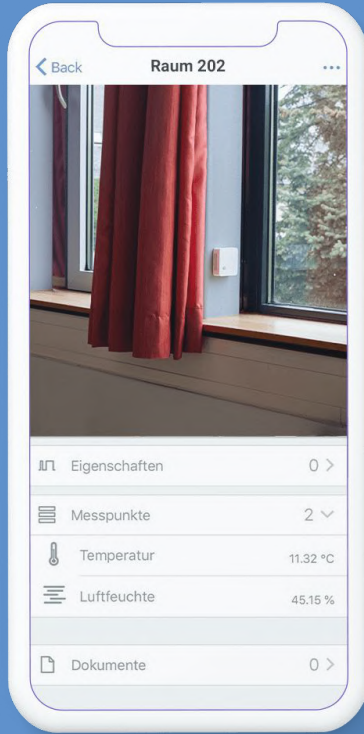 Back
Raum 202
...
Eigenschaften 0
Messpunkte 2
Temperatur 11.32 °C
Luftfeuchte 45.15 %
Dokumente 0